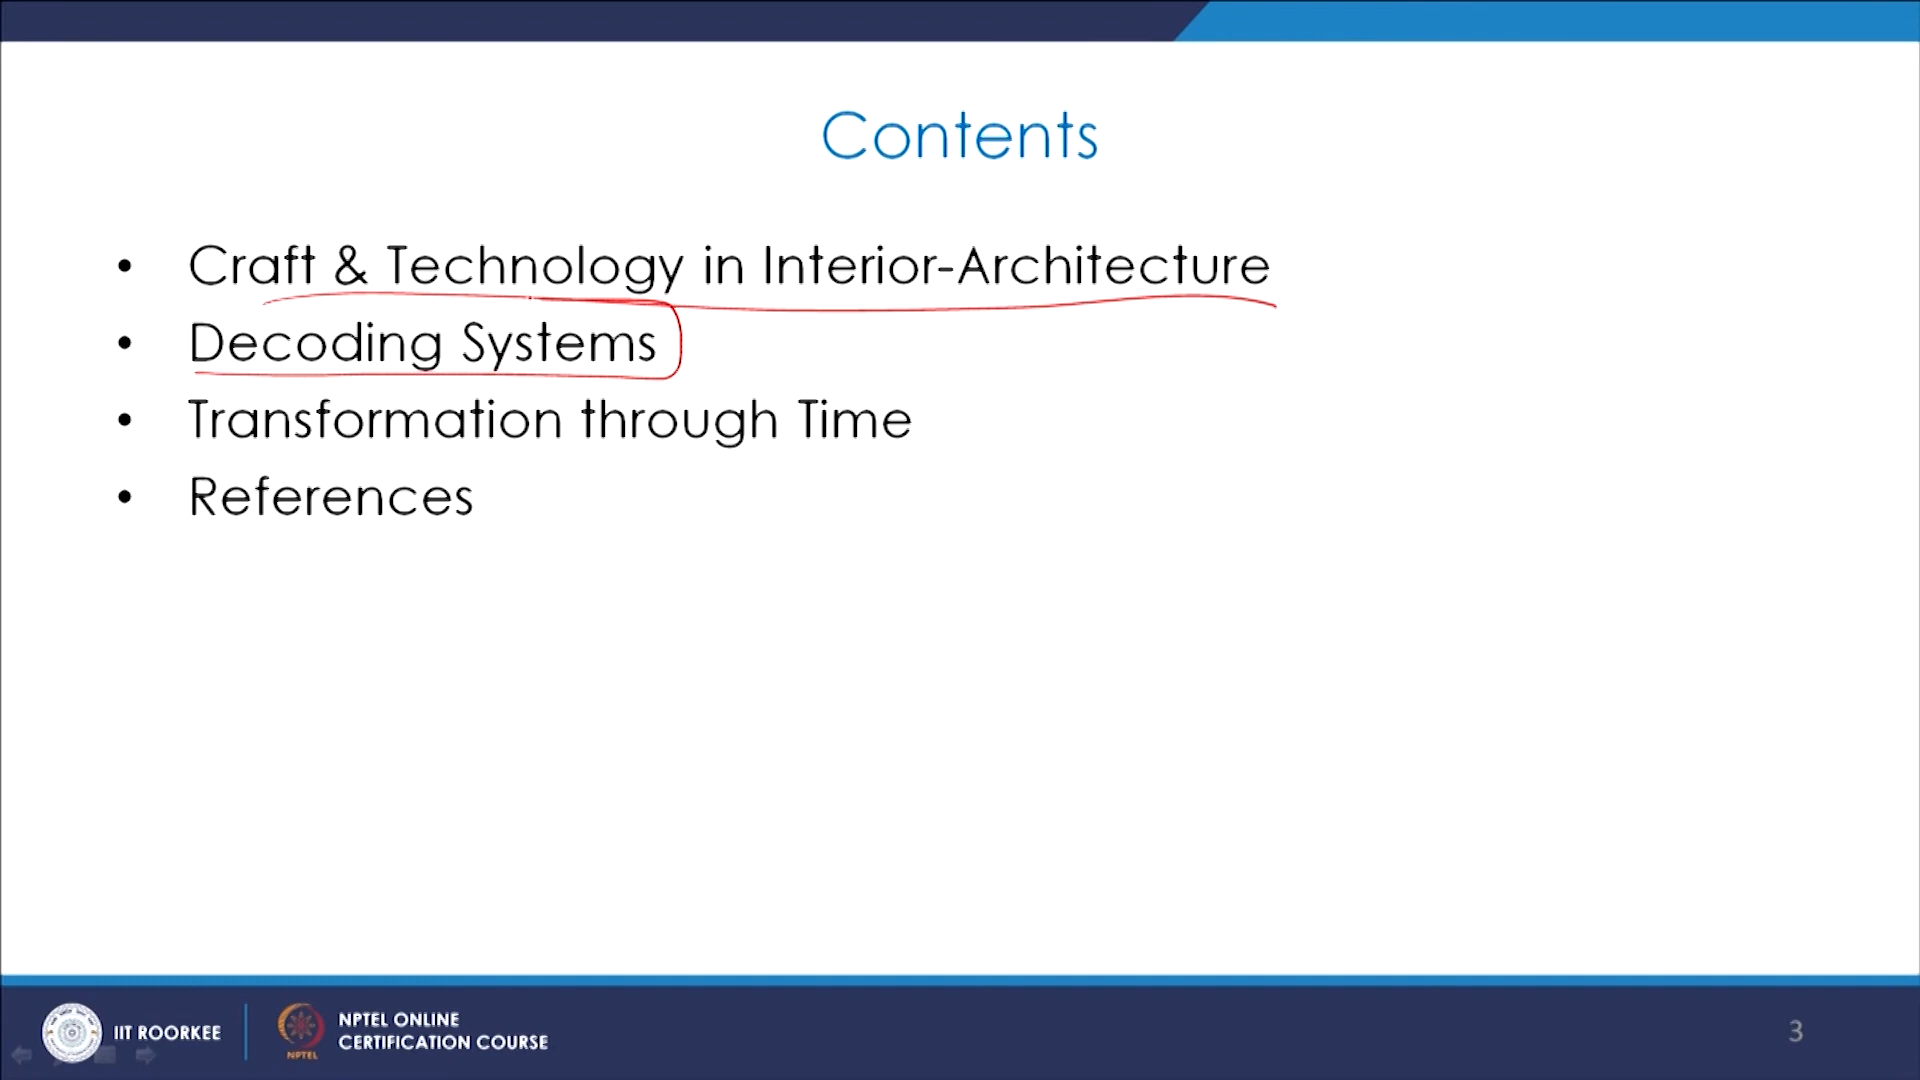 Contents
• Craft & Technology in Interior-Architecture
• Decoding Systems
• Transformation through Time
• References
IIT ROORKEE
NPTEL
NPTEL ONLINE
CERTIFICATION COURSE
3